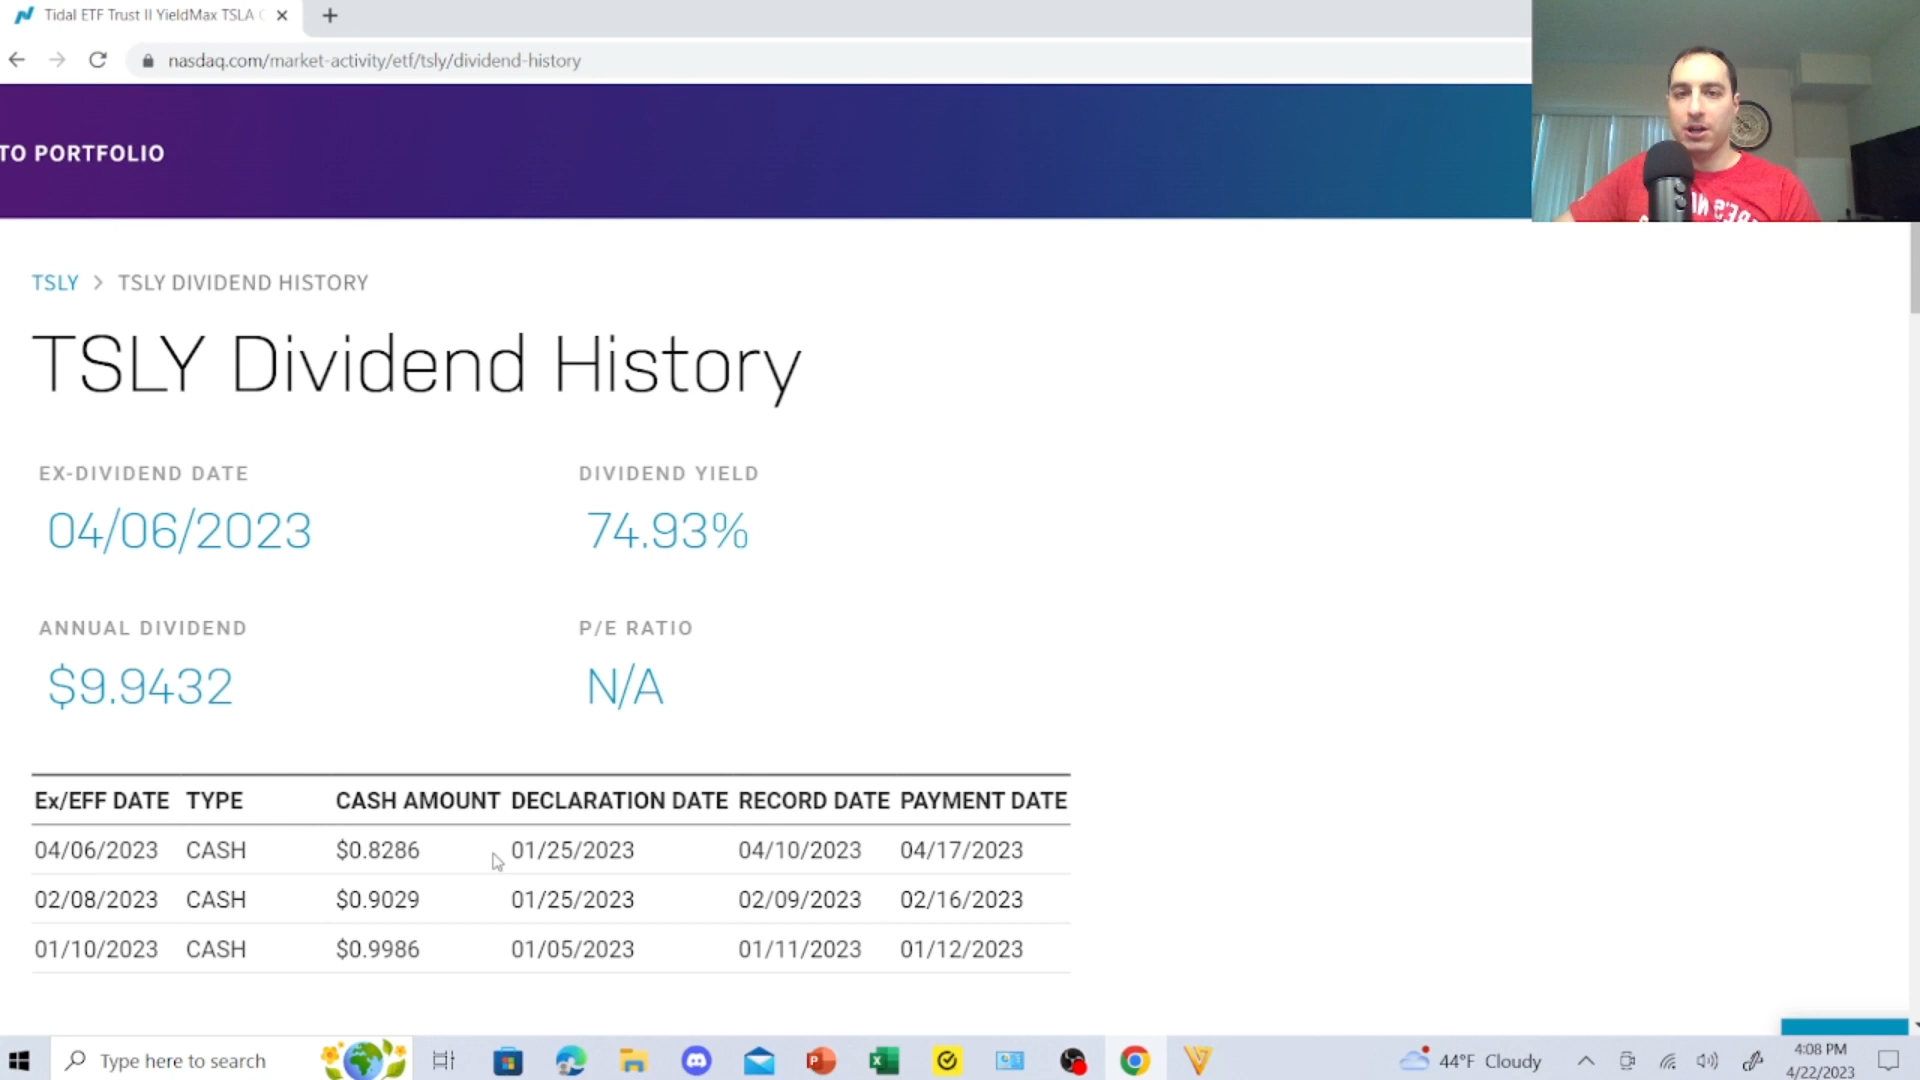 Tidal ETF Trust II YieldMax TSLA
nasdaq.com/market-activity/etf/tsly/dividend-history
TO PORTFOLIO
TSLY > TSLY DIVIDEND HISTORY
TSLY Dividend History
EX-DIVIDEND DATE DIVIDEND YIELD
04/06/2023 74.93%
ANNUAL DIVIDEND P/E RATIO
$9.9432 N/A
Ex/EFF DATE TYPE CASH AMOUNT DECLARATION DATE RECORD DATE PAYMENT DATE
04/06/2023 CASH $0.8286 01/25/2023 04/10/2023 04/17/2023
02/08/2023 CASH $0.9029 01/25/2023 02/09/2023 02/16/2023
01/10/2023 CASH $0.9986 01/05/2023 01/11/2023 01/12/2023
Type here to search 44°F Cloudy 4:08 PM
4/22/2023